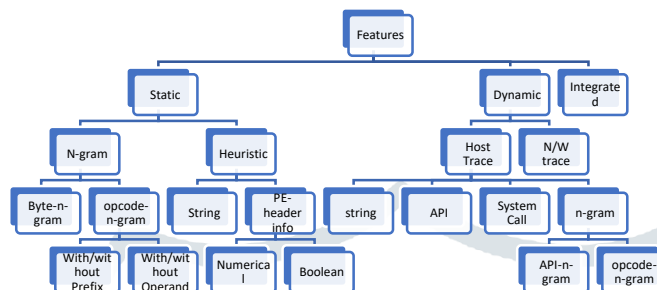 Features
Static
Dynamic
Integrate
d
N-gram
Heuristic
Host
Trace
N/W
trace
Byte-n-
gram
opcode-
n-gram
String
PE-
header
info
string
API
System
Call
n-gram
With/wit
hout
Prefix
With/wit
hout
Operand
Numerica
l
Boolean
API-n-
gram
opcode-
n-gram